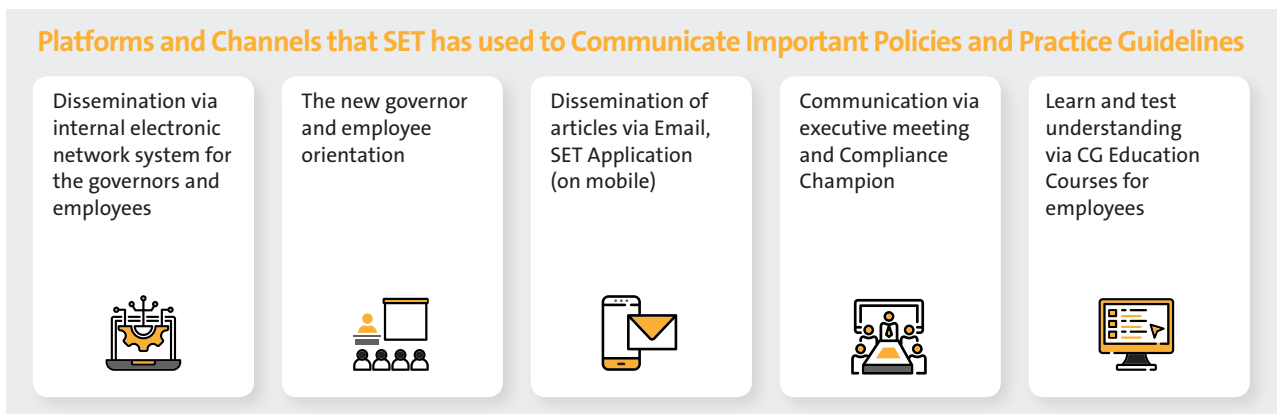 Platforms and Channels that SET has used to Communicate Important Policies and Practice Guidelines
Dissemination via
internal electronic
network system for
the governors and
employees
The new governor
and employee
orientation
Dissemination of
articles via Email,
SET Application
(on mobile)
Communication via
executive meeting
and Compliance
Champion
Learn and test
understanding
via CG Education
Courses for
employees